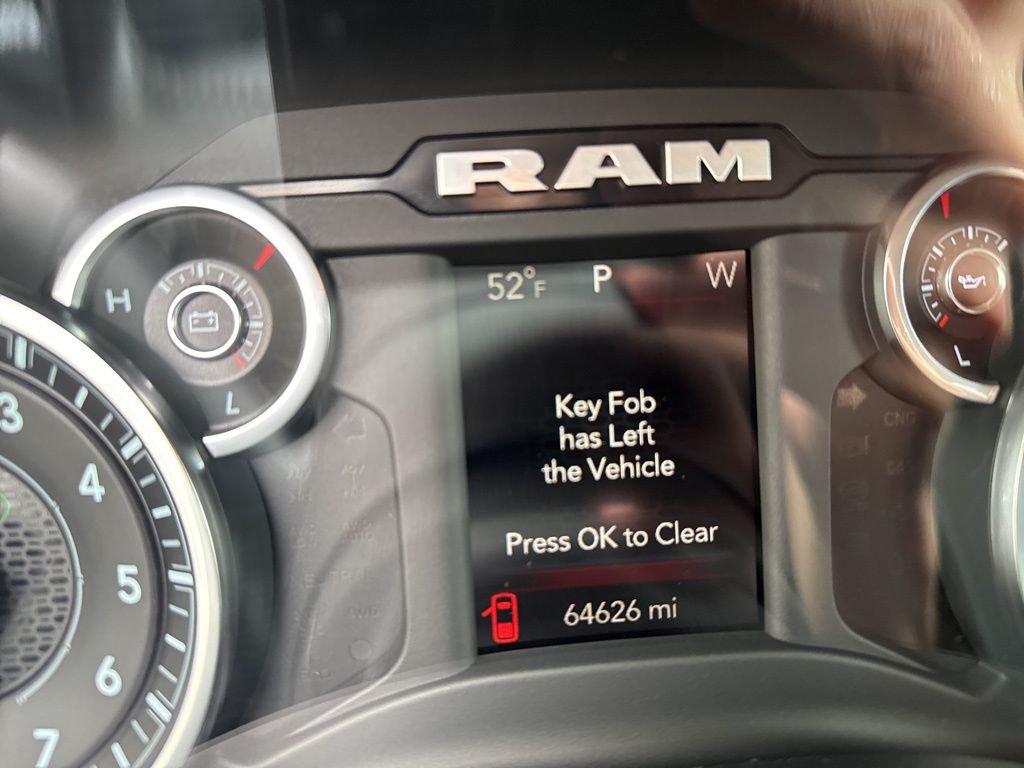 RAM
52°F P W
H
L
L
Key Fob
has Left
the Vehicle
Press OK to Clear
64626 mi
3
4
5
6
7
CNG